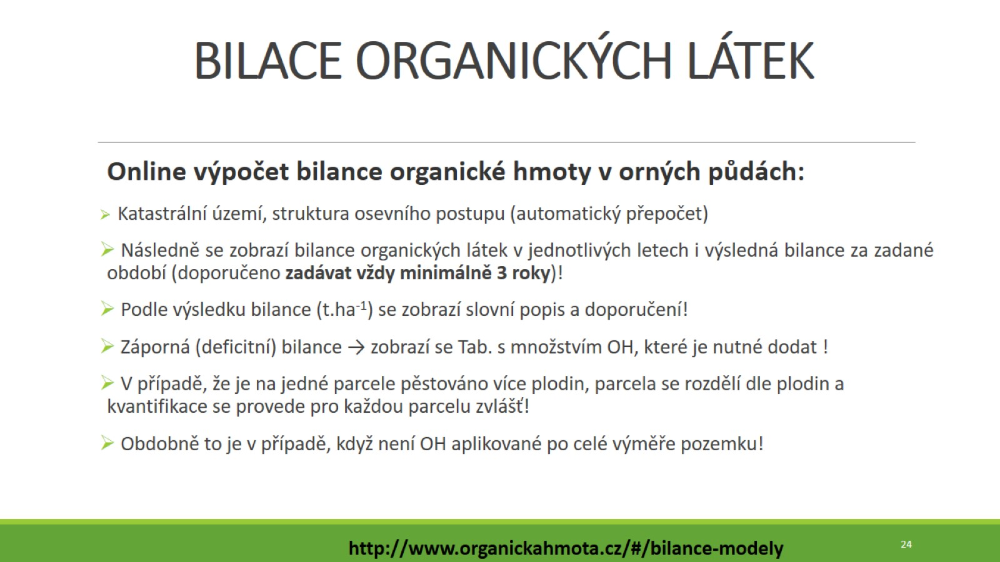 BILACE ORGANICKÝCH LÁTEK
Online výpočet bilance organické hmoty v orných půdách:
Katastrální území, struktura osevního postupu (automatický přepočet)
Následně se zobrazí bilance organických látek v jednotlivých letech i výsledná bilance za zadané
období (doporučeno zadávat vždy minimálně 3 roky)!
Podle výsledku bilance (t.ha⁻¹) se zobrazí slovní popis a doporučení!
Záporná (deficitní) bilance → zobrazí se Tab. s množstvím OH, které je nutné dodat !
V případě, že je na jedné parcele pěstováno více plodin, parcela se rozdělí dle plodin a
kvantifikace se provede pro každou parcelu zvlášť!
Obdobně to je v případě, když není OH aplikované po celé výměře pozemku!
http://www.organickahmota.cz/#/bilance-modely
24